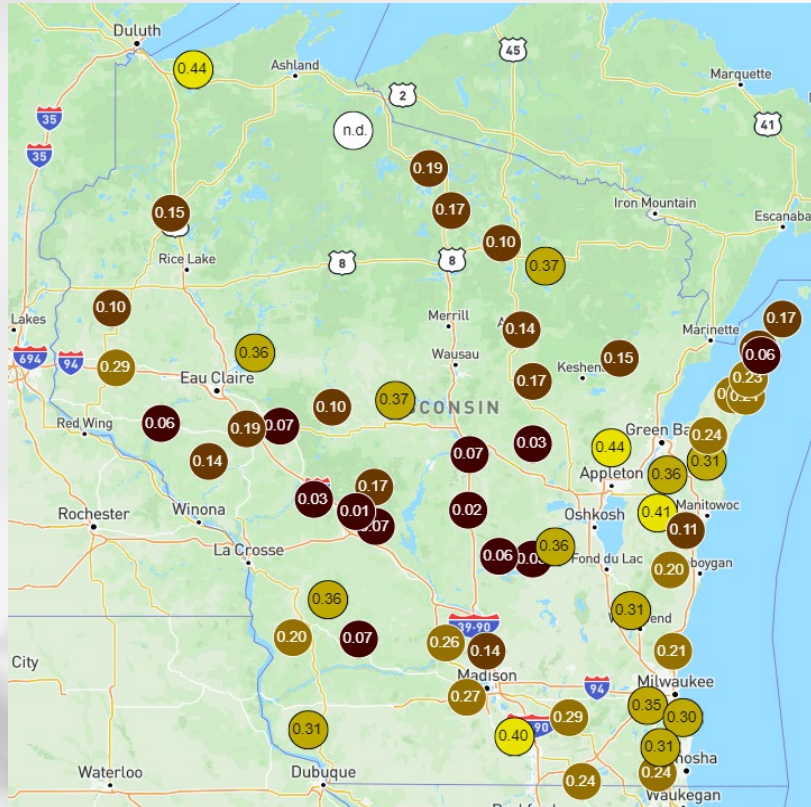 Duluth
0.44
Ashland
45
Marquette
2
n.d.
35
41
35
0.19
0.15
0.17
Iron Mountain
Escanaba
0.10
Rice Lake
8
8
0.37
0.10
0.17
Lakes
Merrill
0.14
Marinette
694
94
0.29
0.36
Wausau
0.15
0.06
Keshena
0.17
0.23
Eau Claire
0.10
0.37
CONSIN
0.06
Red Wing
0.19
0.07
0.24
0.03
Green Ba
0.44
0.07
0.14
0.31
Appleton
0.36
0.17
0.03
Winona
0.01
0.02
0.41
Manitowoc
Rochester
0.07
Oshkosh
0.11
La Crosse
0.06
0.36
Fond du Lac
boygan
0.20
0.36
0.31
39-90
0.20
0.07
0.26
0.14
0.21
City
Madison
94
Milwaukee
0.27
0.35
0.30
0.31
0.40
90
0.29
0.31
osha
Waterloo
Dubuque
0.24
0.24
Waukegan